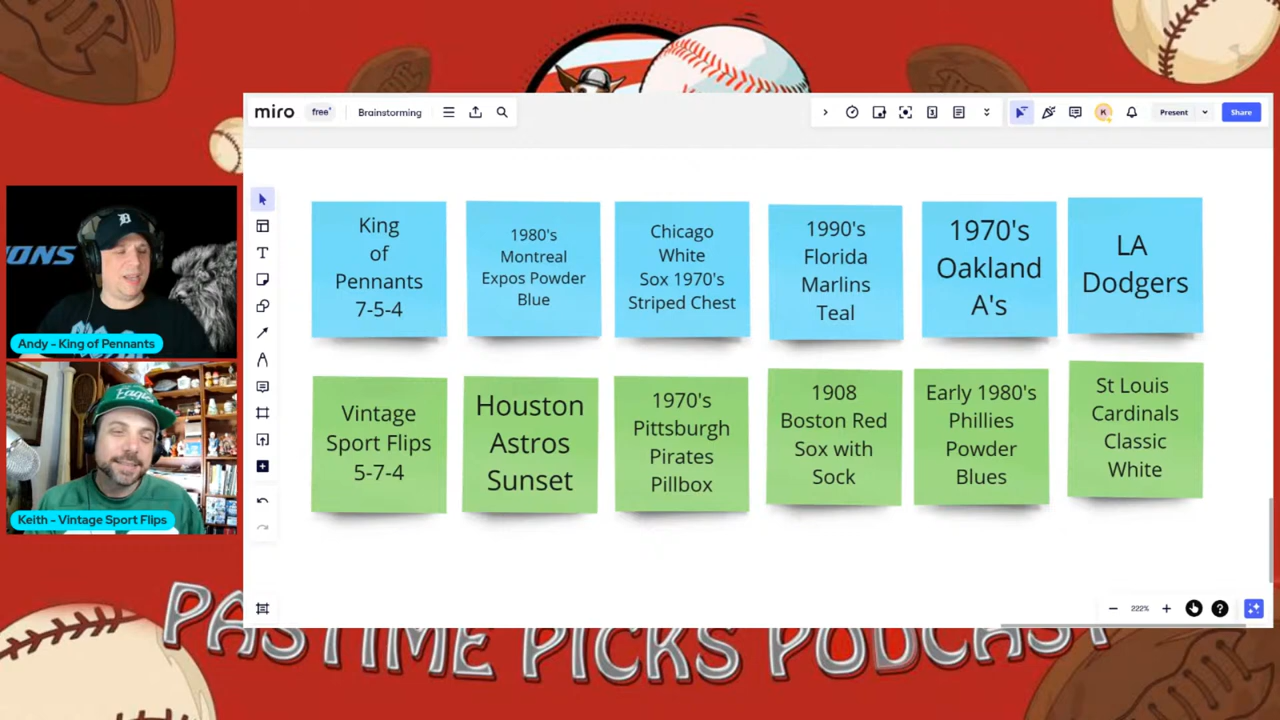 miro
free
Brainstorming
Present
Share
King
of
Pennants
7-5-4
1980's
Montreal
Expos Powder
Blue
Chicago
White
Sox 1970's
Striped Chest
1990's
Florida
Marlins
Teal
1970's
Oakland
A's
LA
Dodgers
Vintage
Sport Flips
5-7-4
Houston
Astros
Sunset
1970's
Pittsburgh
Pirates
Pillbox
1908
Boston Red
Sox with
Sock
Early 1980's
Phillies
Powder
Blues
St Louis
Cardinals
Classic
White
IONS
Andy - King of Pennants
Eagles
Keith - Vintage Sport Flips
222%
PASTIME PICKS PODCAST